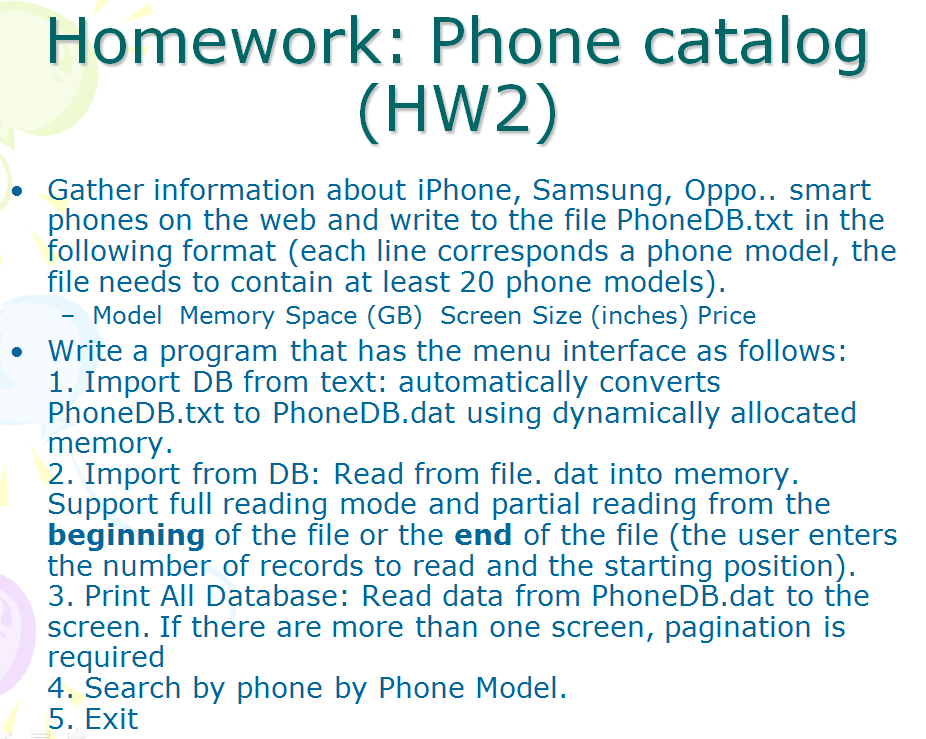 Homework: Phone catalog
(HW2)
• Gather information about iPhone, Samsung, Oppo.. smart
phones on the web and write to the file PhoneDB.txt in the
following format (each line corresponds a phone model, the
file needs to contain at least 20 phone models).
– Model Memory Space (GB) Screen Size (inches) Price
• Write a program that has the menu interface as follows:
1. Import DB from text: automatically converts
PhoneDB.txt to PhoneDB.dat using dynamically allocated
memory.
2. Import from DB: Read from file. dat into memory.
Support full reading mode and partial reading from the
beginning of the file or the end of the file (the user enters
the number of records to read and the starting position).
3. Print All Database: Read data from PhoneDB.dat to the
screen. If there are more than one screen, pagination is
required
4. Search by phone by Phone Model.
5. Exit